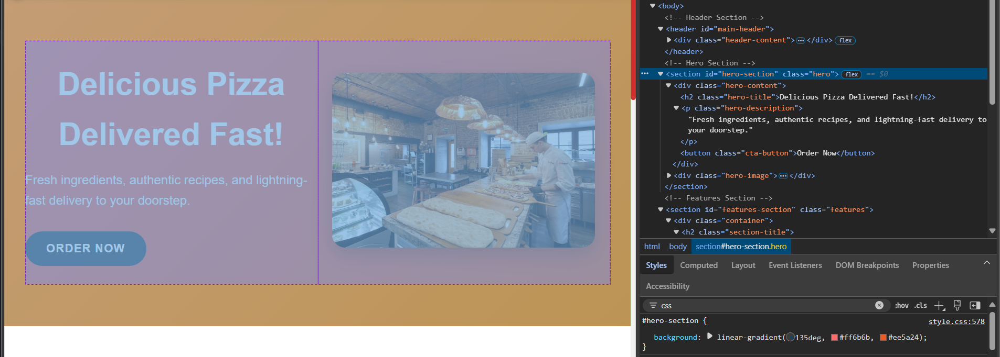 Delicious Pizza
Delivered Fast!
Fresh ingredients, authentic recipes, and lightning-
fast delivery to your doorstep.
ORDER NOW
<body>
<!-- Header Section -->
<header id="main-header">
<div class="header-content">…</div> flex
</header>
<!-- Hero Section -->
… <section id="hero-section" class="hero"> flex == $0
<div class="hero-content">
<h2 class="hero-title">Delicious Pizza Delivered Fast!</h2>
<p class="hero-description">
"Fresh ingredients, authentic recipes, and lightning-fast delivery to
your doorstep."
</p>
<button class="cta-button">Order Now</button>
</div>
<div class="hero-image">…</div>
</section>
<!-- Features Section -->
<section id="features-section" class="features">
<div class="container">
<h2 class="section-title">
html body section#hero-section.hero
Styles Computed Layout Event Listeners DOM Breakpoints Properties
Accessibility
css :hov .cls
#hero-section { style.css:578
background: linear-gradient(135deg, #ff6b6b, #ee5a24);
}